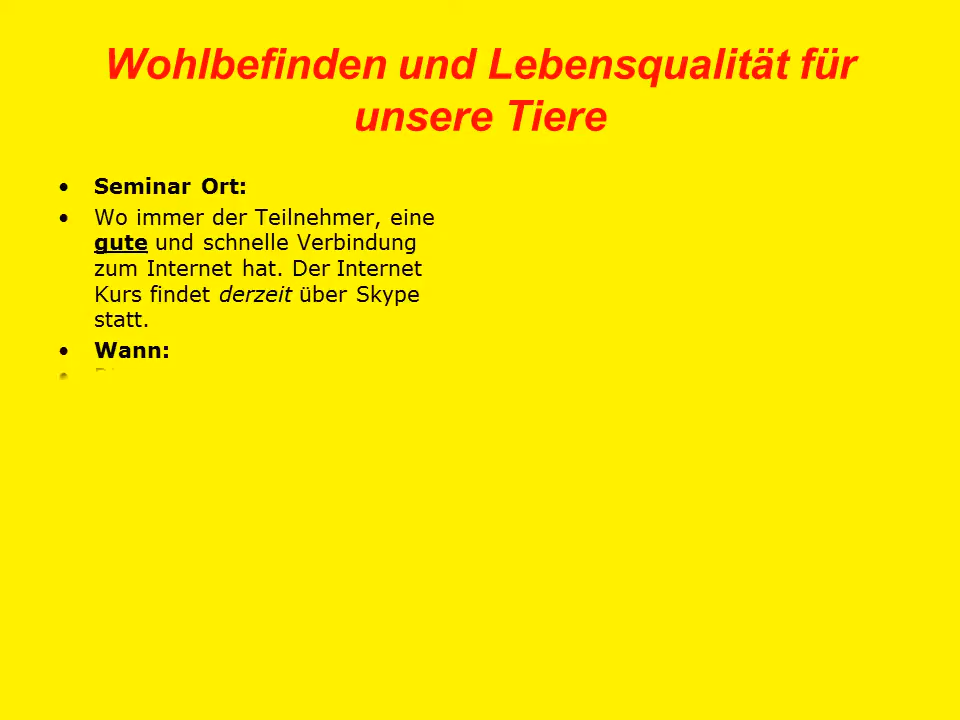 Wohlbefinden und Lebensqualität für
unsere Tiere
• Seminar Ort:
• Wo immer der Teilnehmer, eine
gute und schnelle Verbindung
zum Internet hat. Der Internet
Kurs findet derzeit über Skype
statt.
• Wann: